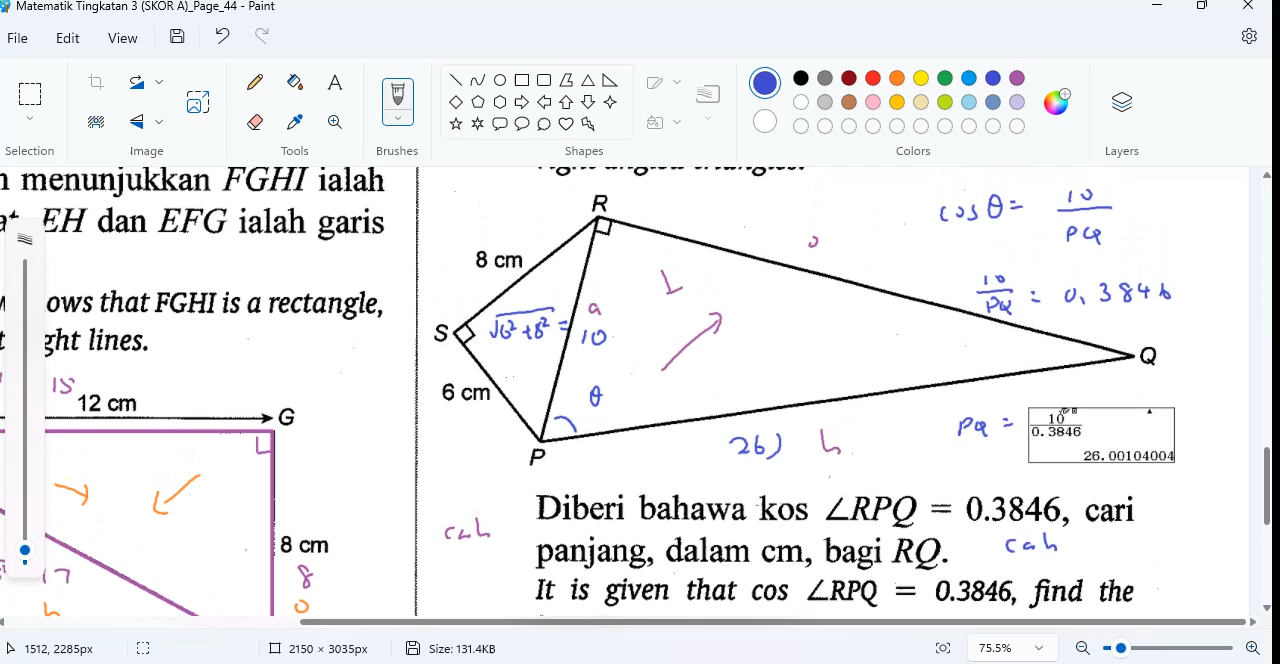 Matematik Tingkatan 3 (SKOR A)_Page_44 - Paint
File Edit View
Selection Image Tools Brushes Shapes Colors Layers
menunjukkan FGHI ialah
EH dan EFG ialah garis
ows that FGHI is a rectangle,
ght lines.
15
12 cm
G
8 cm
8
o
17
h
R
8 cm
S
√6²+8² =
a
10
6 cm
θ
P
o
Q
26)
h
cos θ = 10/PQ
10/PQ = 0.3846
PQ =
10
0.3846
26.00104004
Diberi bahawa kos ∠RPQ = 0.3846, cari
panjang, dalam cm, bagi RQ.
cah
cah
It is given that cos ∠RPQ = 0.3846, find the
1512, 2285px
2150 × 3035px
Size: 131.4KB
75.5%